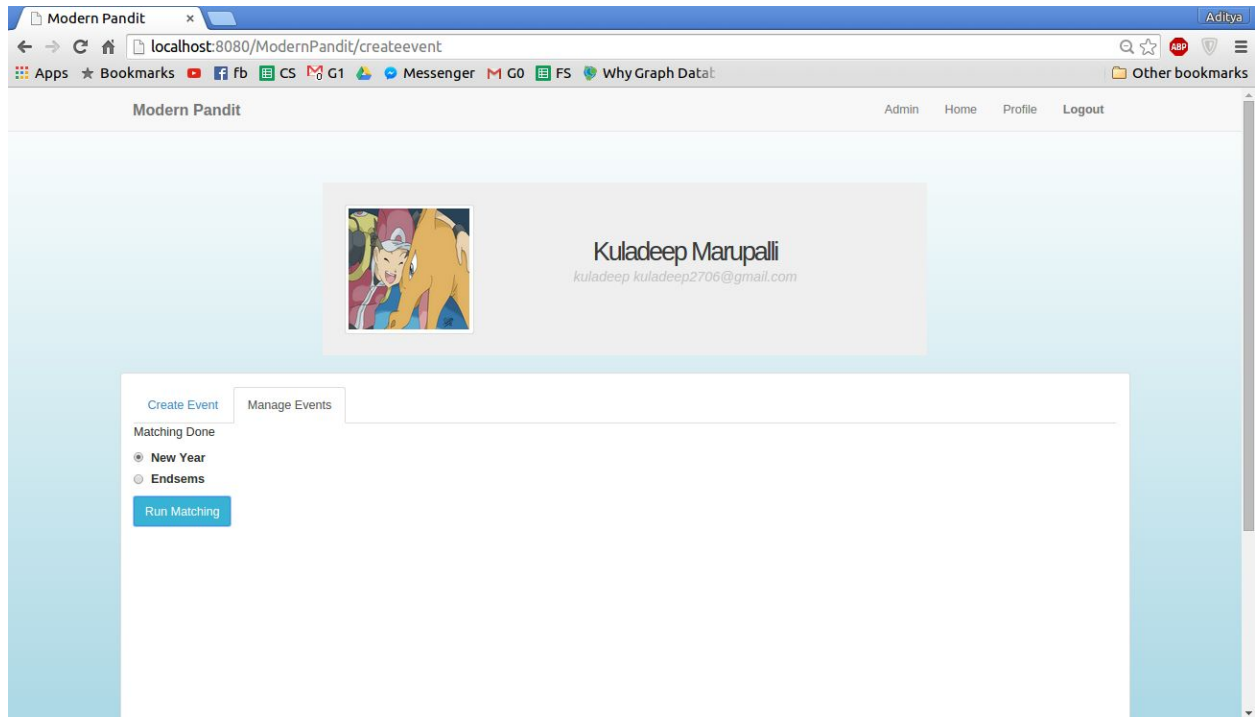 Modern Pandit ×
Aditya
localhost:8080/ModernPandit/createevent
ABP
Apps Bookmarks fb CS G1 Messenger G0 FS Why Graph Datab Other bookmarks
Modern Pandit Admin Home Profile Logout
Kuladeep Marupalli
kuladeep kuladeep2706@gmail.com
Create Event Manage Events
Matching Done
New Year
Endsems
Run Matching